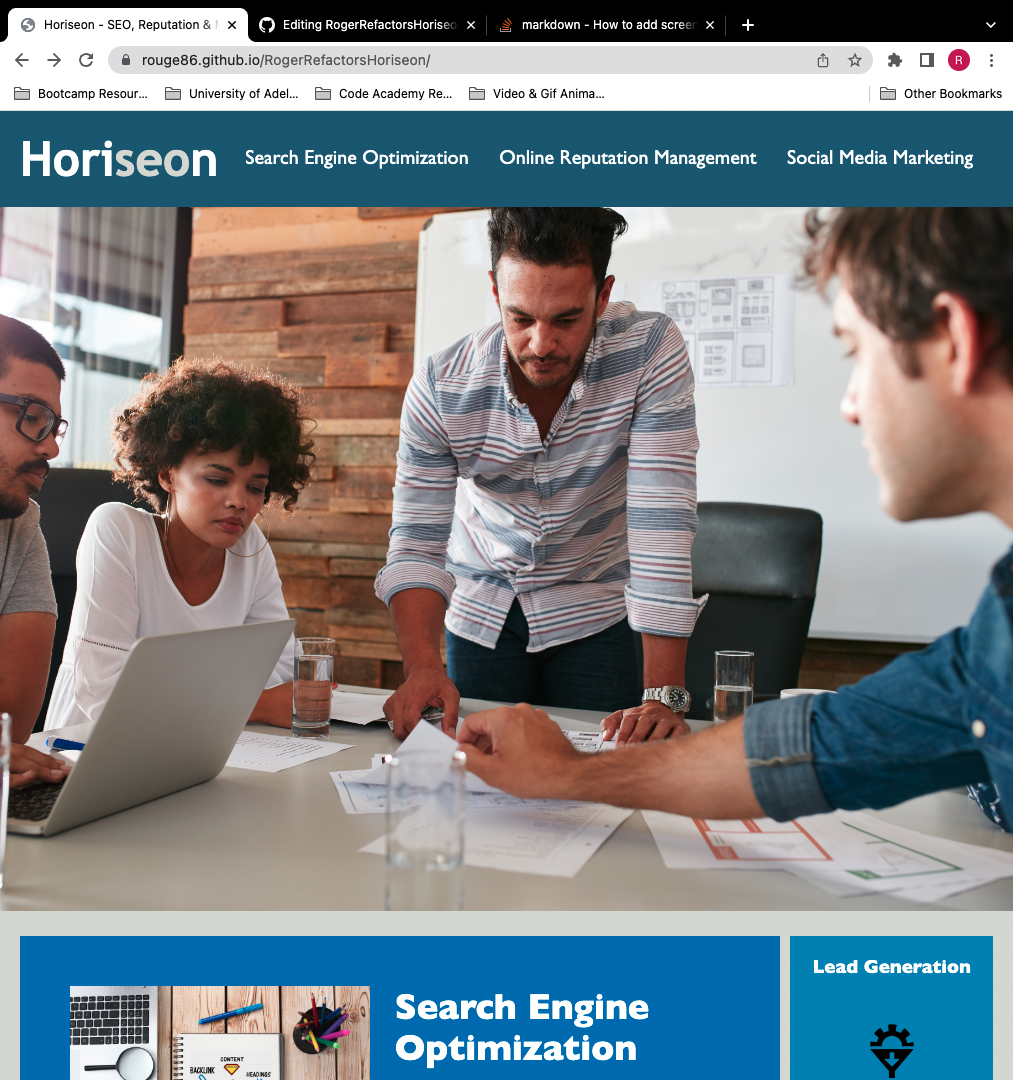 Horiseon - SEO, Reputation &
Editing RogerRefactorsHoriseo
markdown - How to add screen
rouge86.github.io/RogerRefactorsHoriseon/
R
Bootcamp Resour...
University of Adel...
Code Academy Re...
Video & Gif Anima...
Other Bookmarks
Horiseon
Search Engine Optimization
Online Reputation Management
Social Media Marketing
Lead Generation
Search Engine
Optimization
CONTENT
BACKLINK
HEADINGS